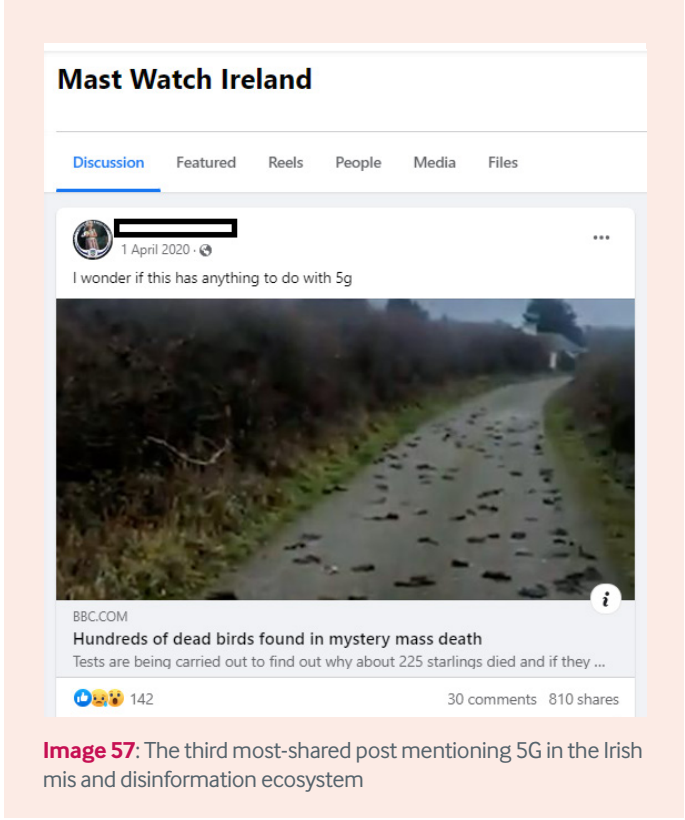 Mast Watch Ireland
Discussion Featured Reels People Media Files
1 April 2020 ·
I wonder if this has anything to do with 5g
BBC.COM
Hundreds of dead birds found in mystery mass death
Tests are being carried out to find out why about 225 starlings died and if they ...
142 30 comments 810 shares
Image 57: The third most-shared post mentioning 5G in the Irish
mis and disinformation ecosystem